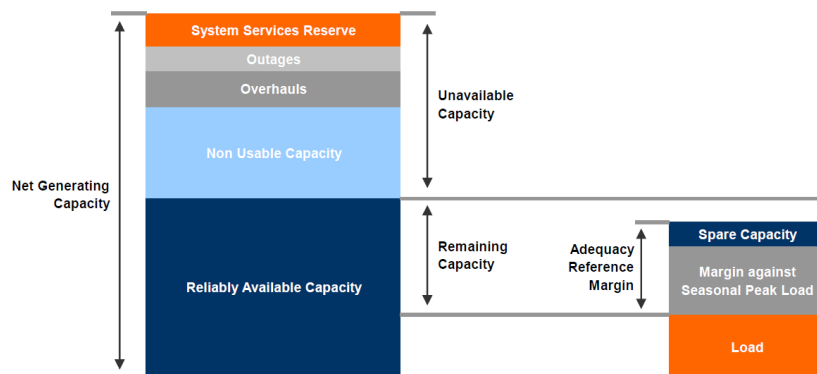 System Services Reserve
Outages
Overhauls
Non Usable Capacity
Reliably Available Capacity
Net Generating
Capacity
Unavailable
Capacity
Remaining
Capacity
Adequacy
Reference
Margin
Spare Capacity
Margin against
Seasonal Peak Load
Load